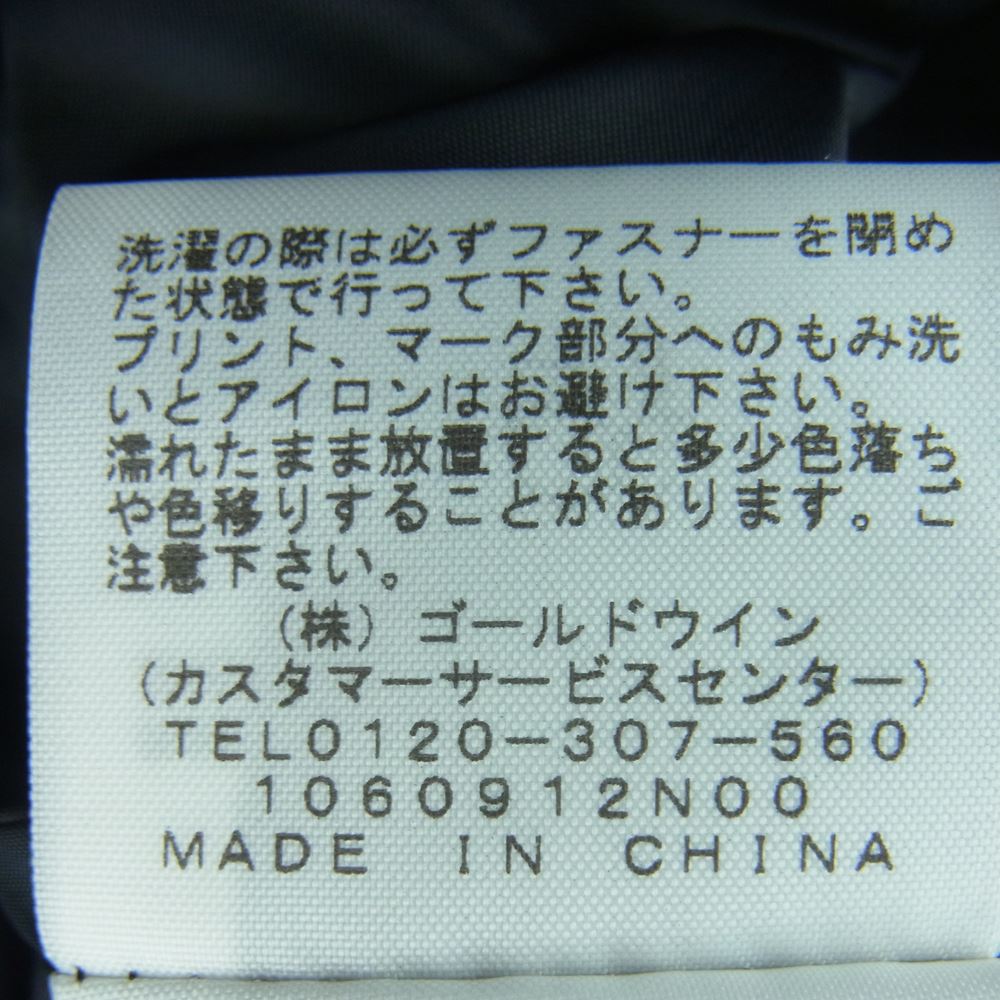 洗濯の際は必ずファスナーを閉め
た状態で行って下さい。
プリント、マーク部分へのもみ洗
いとアイロンはお避け下さい。
濡れたまま放置すると多少色落ち
や色移りすることがあります。ご
注意下さい。
(株)ゴールドウイン
(カスタマーサービスセンター)
TEL0120-307-560
1060912N00
MADE IN CHINA